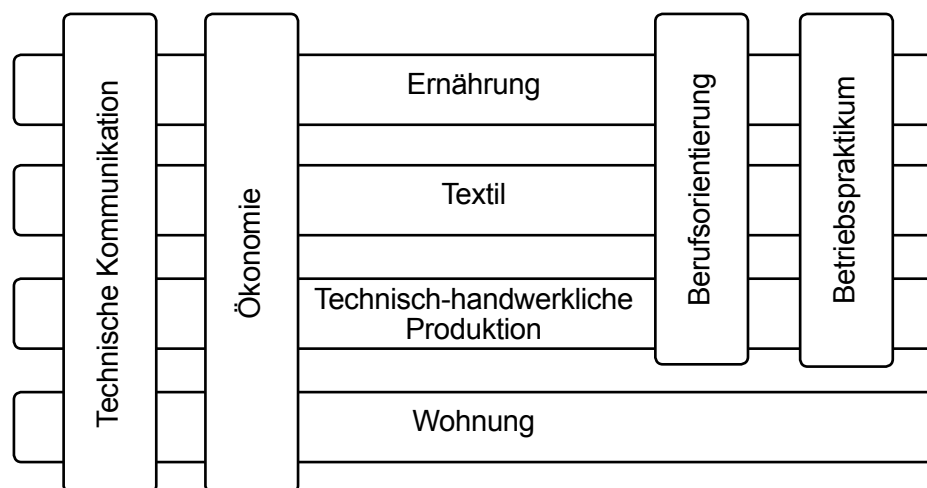 Technische Kommunikation
Ökonomie
Ernährung
Textil
Technisch-handwerkliche
Produktion
Wohnung
Berufsorientierung
Betriebspraktikum